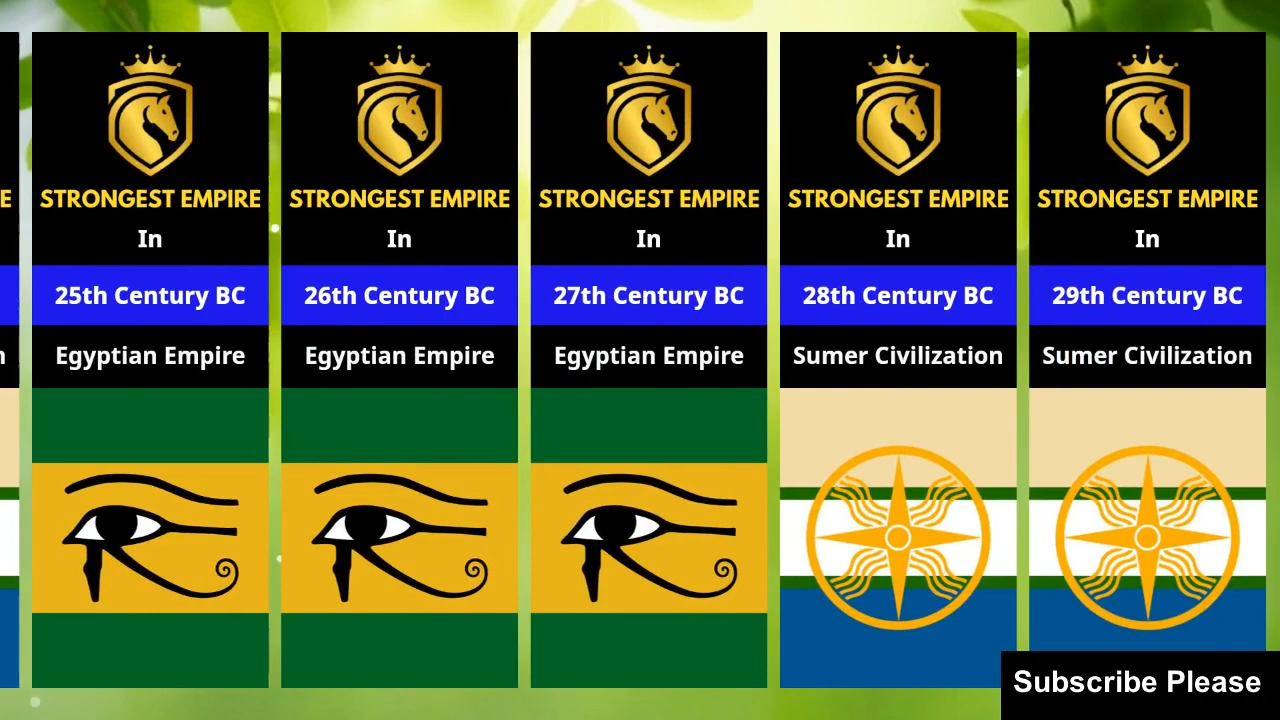 E
n
STRONGEST EMPIRE
In
25th Century BC
Egyptian Empire
STRONGEST EMPIRE
In
26th Century BC
Egyptian Empire
STRONGEST EMPIRE
In
27th Century BC
Egyptian Empire
STRONGEST EMPIRE
In
28th Century BC
Sumer Civilization
STRONGEST EMPIRE
In
29th Century BC
Sumer Civilization
Subscribe Please